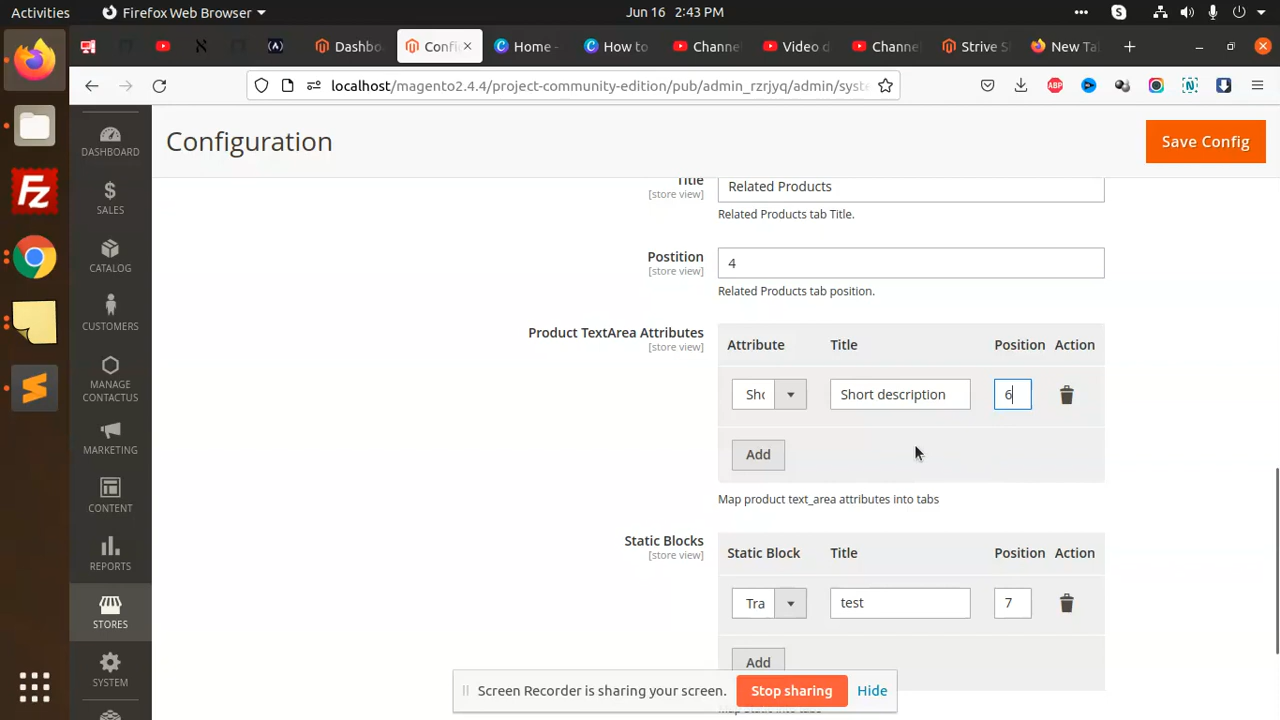 Activities
Firefox Web Browser
Jun 16 2:43 PM
Dashbo
Confi
Home -
How to
Channe
Video d
Channe
Strive S
New Ta
localhost/magento2.4.4/project-community-edition/pub/admin_rzrjyq/admin/syste
ABP
Configuration
Save Config
DASHBOARD
SALES
CATALOG
CUSTOMERS
MANAGE
CONTACTUS
MARKETING
CONTENT
REPORTS
STORES
SYSTEM
Title
[store view]
Related Products
Related Products tab Title.
Postition
[store view]
4
Related Products tab position.
Product TextArea Attributes
[store view]
Attribute Title Position Action
Sho Short description 6
Add
Map product text_area attributes into tabs
Static Blocks
[store view]
Static Block Title Position Action
Tra test 7
Add
Screen Recorder is sharing your screen. Stop sharing Hide